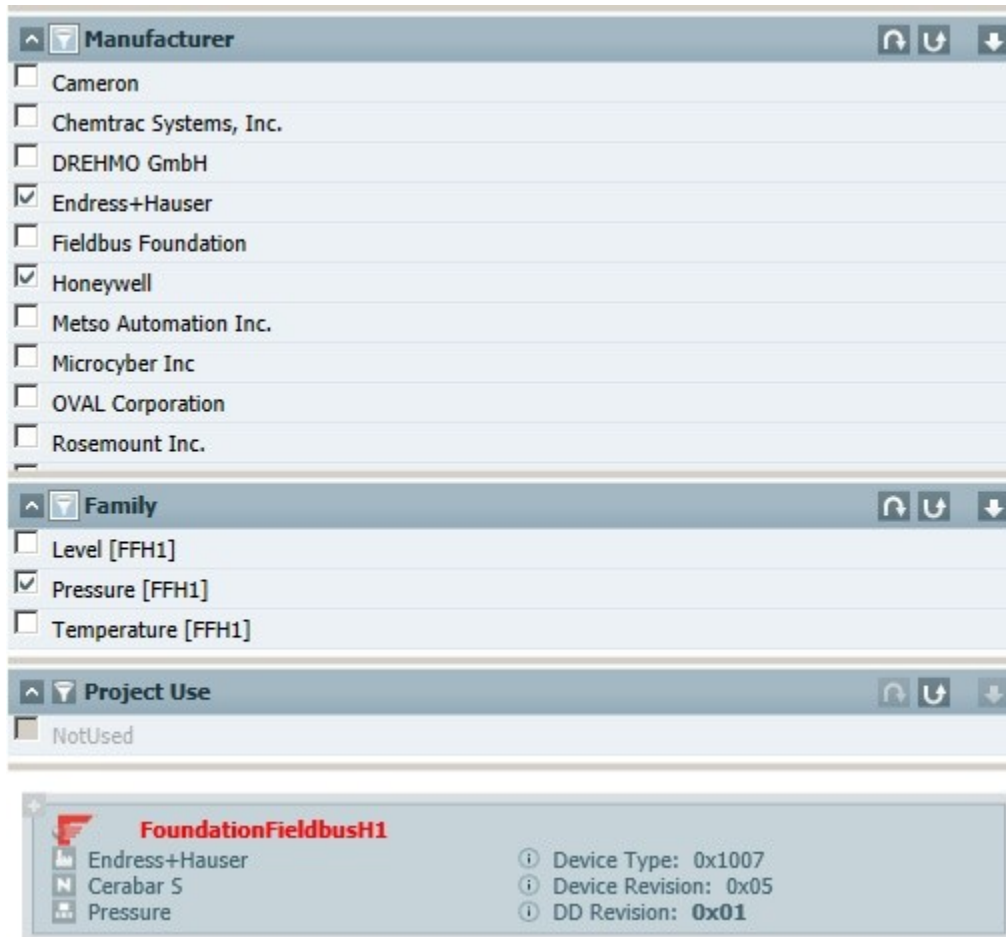 Manufacturer
Cameron
Chemtrac Systems, Inc.
DREHMO GmbH
Endress+Hauser
Fieldbus Foundation
Honeywell
Metso Automation Inc.
Microcyber Inc
OVAL Corporation
Rosemount Inc.
Family
Level [FFH1]
Pressure [FFH1]
Temperature [FFH1]
Project Use
NotUsed
FoundationFieldbusH1
Endress+Hauser Device Type: 0x1007
Cerabar S Device Revision: 0x05
Pressure DD Revision: 0x01